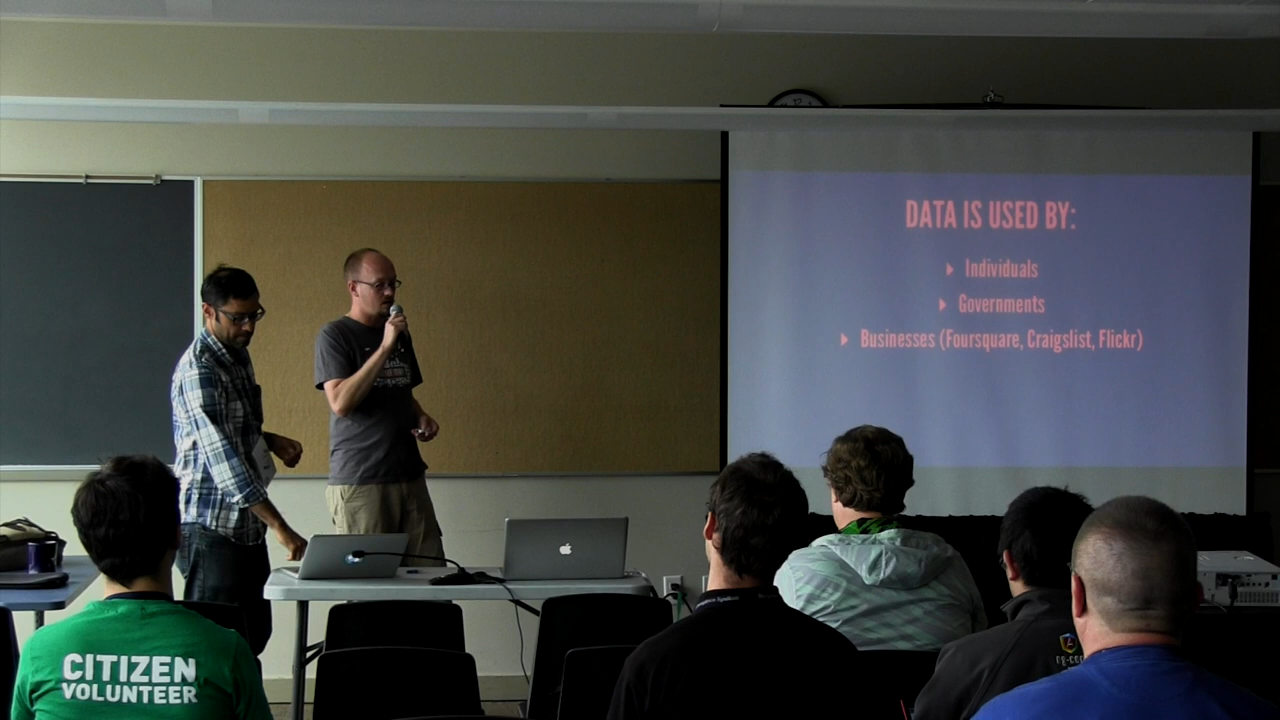 DATA IS USED BY:
Individuals
Governments
Businesses (Foursquare, Craigslist, Flickr)
CITIZEN
VOLUNTEER